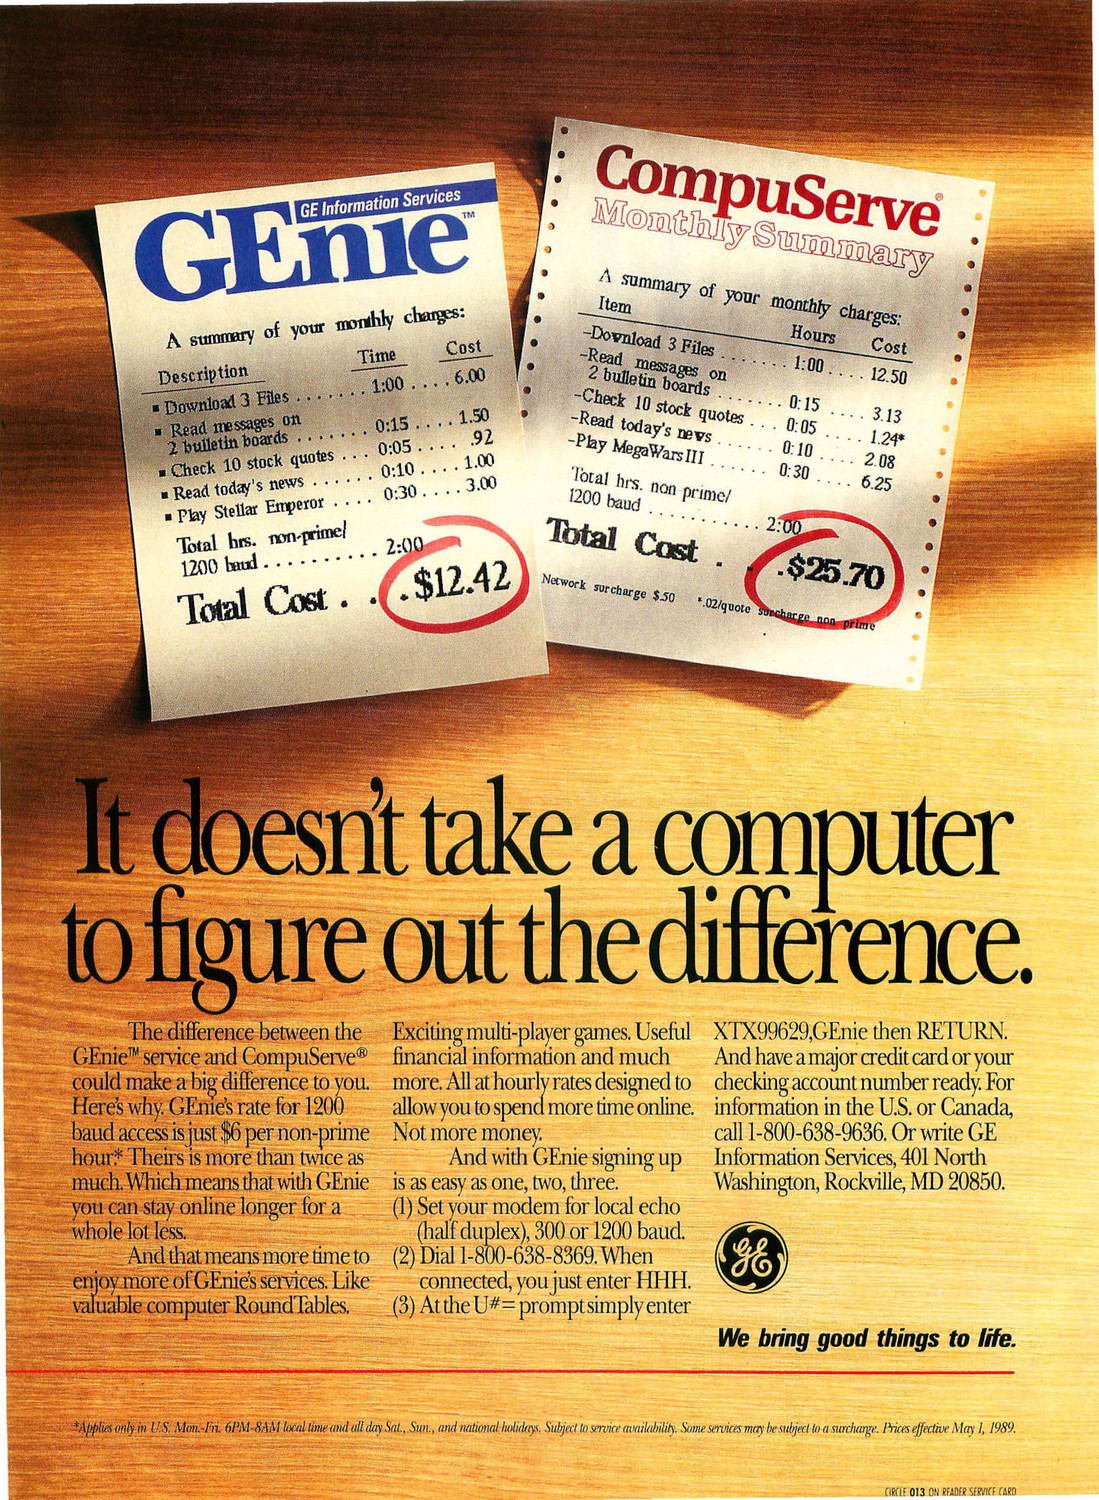 GE Information Services
GEnie™
A summary of your monthly charges:
Description Time Cost
▪ Download 3 Files . . . . . . . 1:00 . . . . 6.00
▪ Read messages on
2 bulletin boards . . . . . . . 0:15 . . . . 1.50
▪ Check 10 stock quotes . . . 0:05 . . . . .92
▪ Read today's news . . . . . . 0:10 . . . . 1.00
▪ Play Stellar Emperor . . . . 0:30 . . . . 3.00
Total hrs. non-prime/
1200 baud . . . . . . . . . . 2:00
Total Cost . . . $12.42
CompuServe®
Monthly Summary
A summary of your monthly charges:
Item Hours Cost
-Download 3 Files . . . . . . . 1:00 . . . . 12.50
-Read messages on
2 bulletin boards . . . . . . . 0:15 . . . . 3.13
-Check 10 stock quotes . . . 0:05 . . . . 1.24*
-Read today's news . . . . . . 0:10 . . . . 2.08
-Play MegaWars III . . . . . . 0:30 . . . . 6.25
Total hrs. non prime/
1200 baud . . . . . . . . . . . 2:00
Total Cost . . .$25.70
Network surcharge $.50 *.02/quote surcharge non prime
It doesn't take a computer
to figure out the difference.
The difference between the
GEnie™ service and CompuServe®
could make a big difference to you.
Here's why. GEnie's rate for 1200
baud access is just $6 per non-prime
hour.* Theirs is more than twice as
much. Which means that with GEnie
you can stay online longer for a
whole lot less.
And that means more time to
enjoy more of GEnie's services. Like
valuable computer RoundTables.
Exciting multi-player games. Useful
financial information and much
more. All at hourly rates designed to
allow you to spend more time online.
Not more money.
And with GEnie signing up
is as easy as one, two, three.
(1) Set your modem for local echo
(half duplex), 300 or 1200 baud.
(2) Dial 1-800-638-8369. When
connected, you just enter HHH.
(3) At the U#= prompt simply enter
XTX99629,GEnie then RETURN.
And have a major credit card or your
checking account number ready. For
information in the U.S. or Canada,
call 1-800-638-9636. Or write GE
Information Services, 401 North
Washington, Rockville, MD 20850.
GE
We bring good things to life.
*Applies only in U.S. Mon.-Fri. 6PM-8AM local time and all day Sat., Sun., and national holidays. Subject to service availability. Some services may be subject to a surcharge. Prices effective May 1, 1989.
CIRCLE 013 ON READER SERVICE CARD